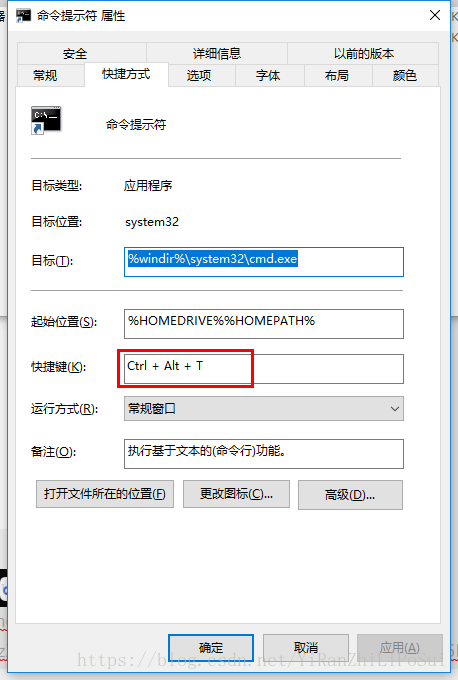 命令提示符 属性
安全
详细信息
以前的版本
常规
快捷方式
选项
字体
布局
颜色
命令提示符
目标类型:
应用程序
目标位置:
system32
目标(T):
%windir%\system32\cmd.exe
起始位置(S):
%HOMEDRIVE%%HOMEPATH%
快捷键(K):
Ctrl + Alt + T
运行方式(R):
常规窗口
备注(O):
执行基于文本的(命令行)功能。
打开文件所在的位置(F)
更改图标(C)...
高级(D)...
确定
取消
应用(A)